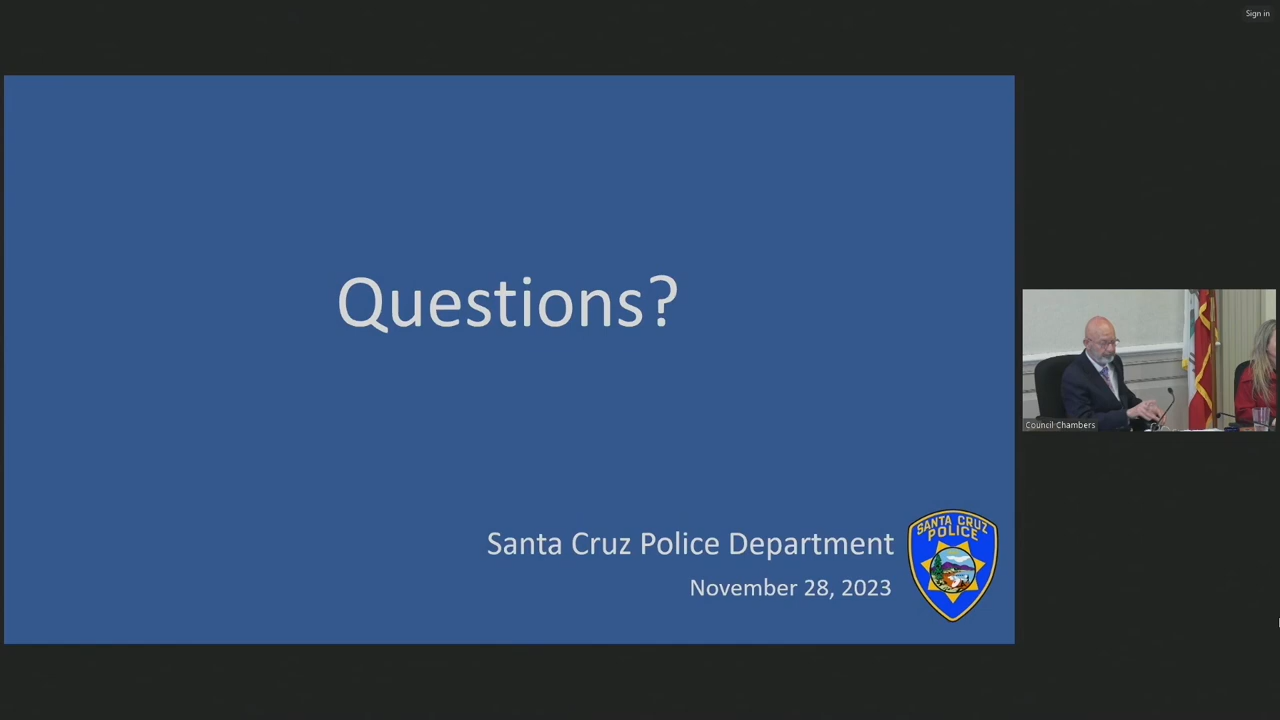 Sign in
Questions?
Council Chambers
Santa Cruz Police Department
November 28, 2023
SANTA CRUZ
POLICE